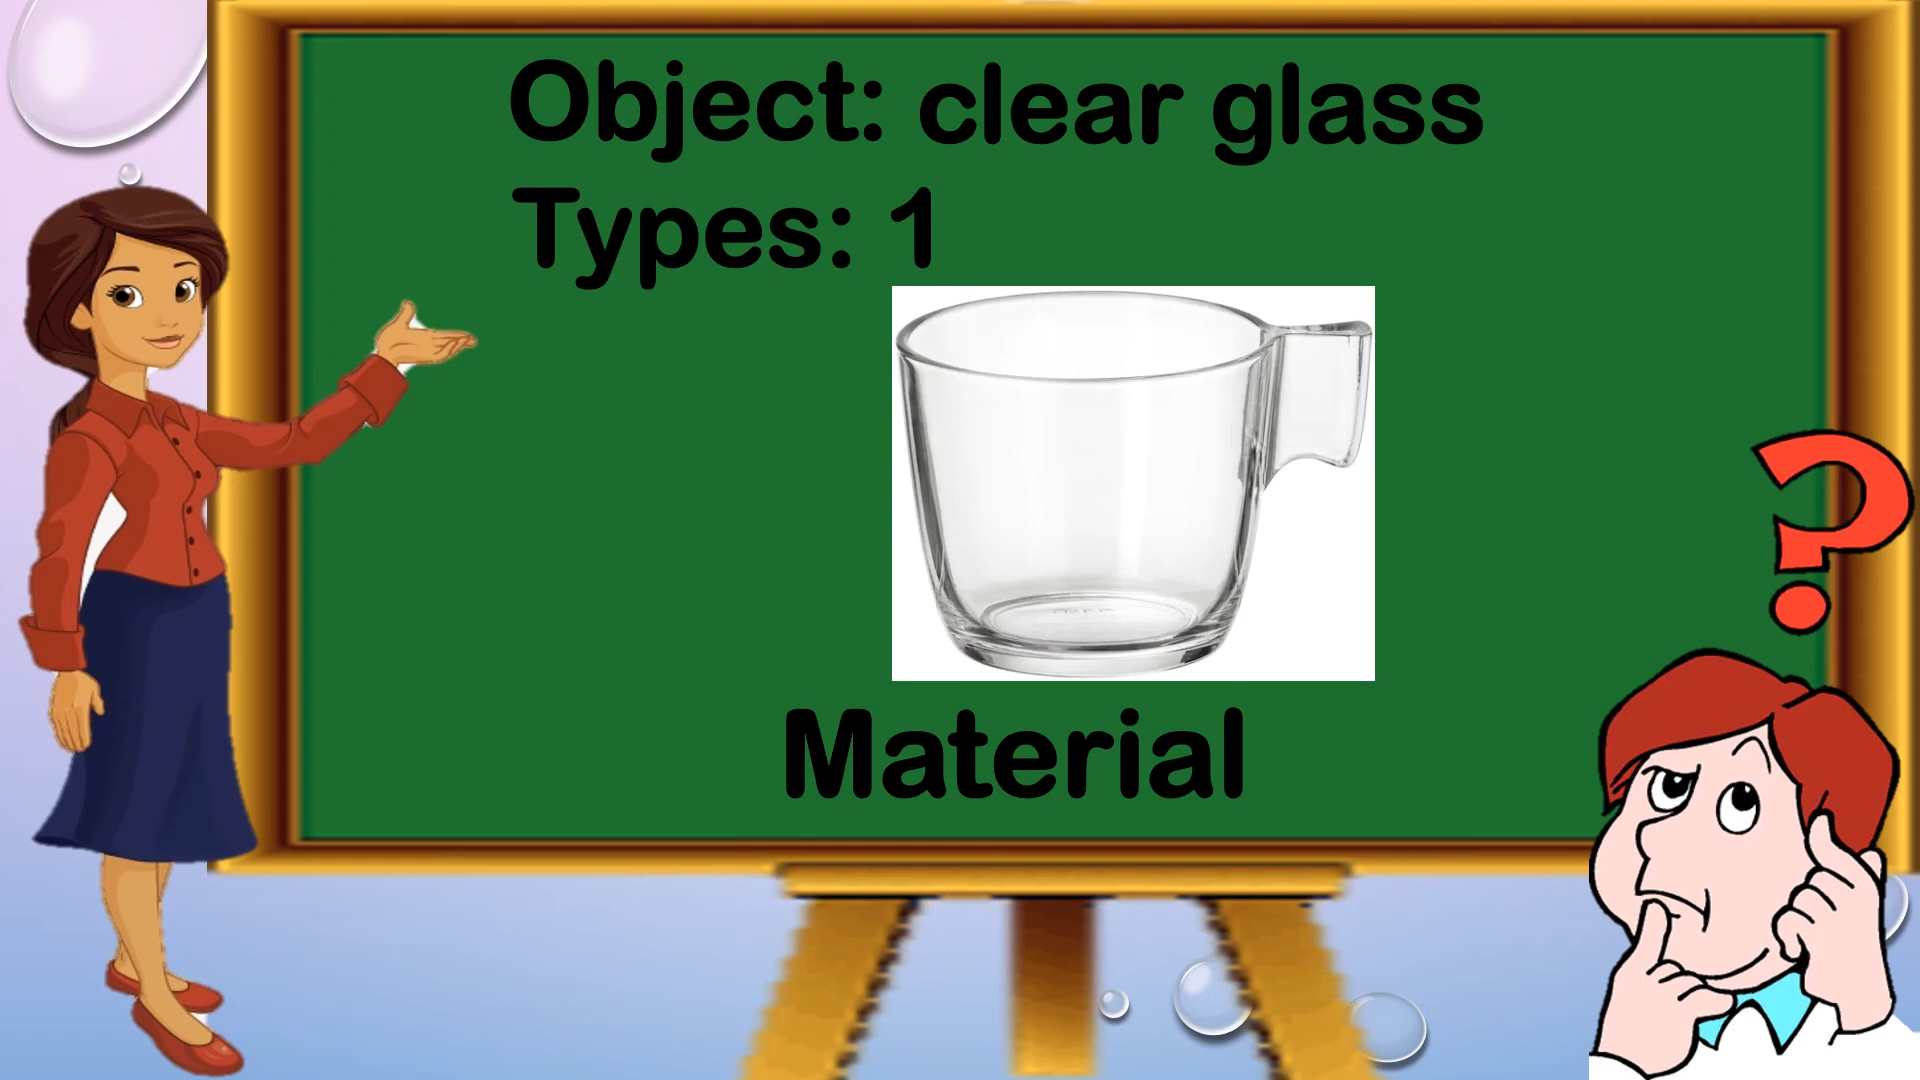 Object: clear glass
Types: 1
Material